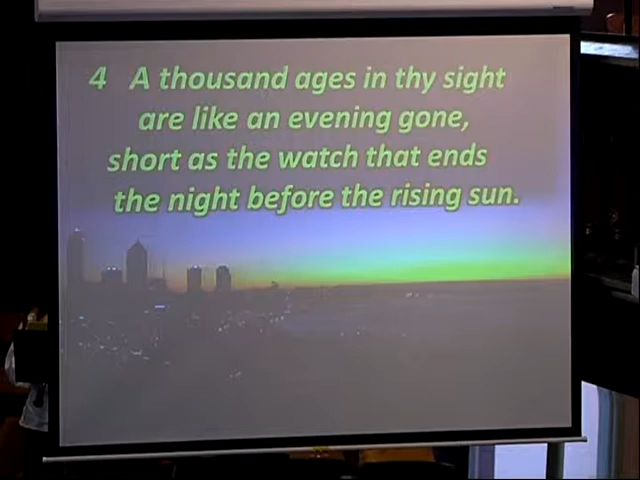 4 A thousand ages in thy sight
are like an evening gone,
short as the watch that ends
the night before the rising sun.